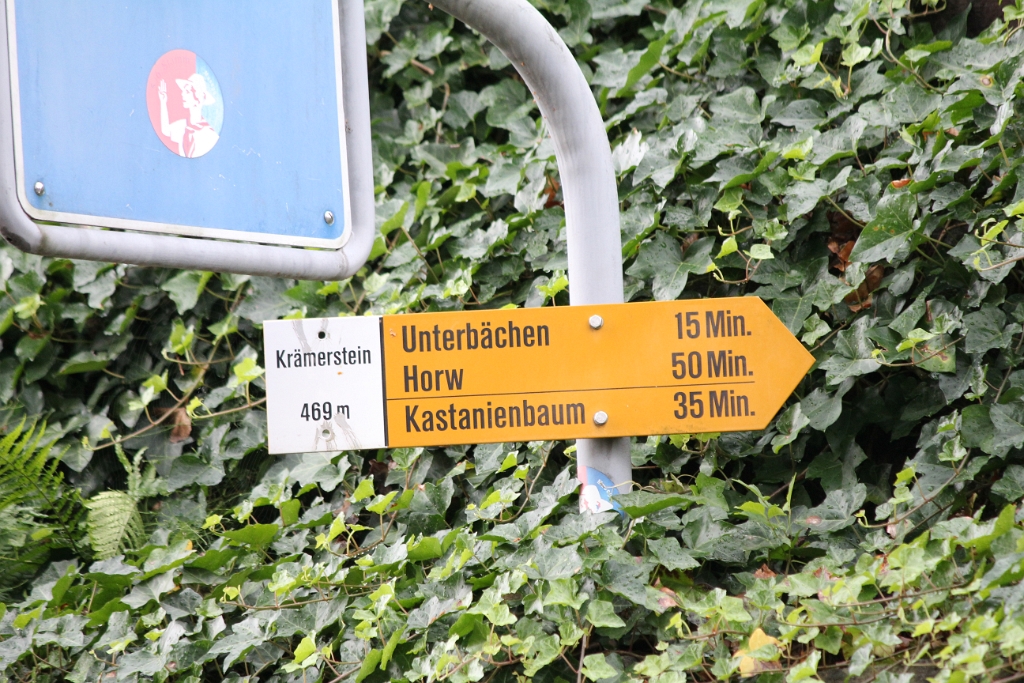 Krämerstein
469 m
Unterbächen 15 Min.
Horw 50 Min.
Kastanienbaum 35 Min.